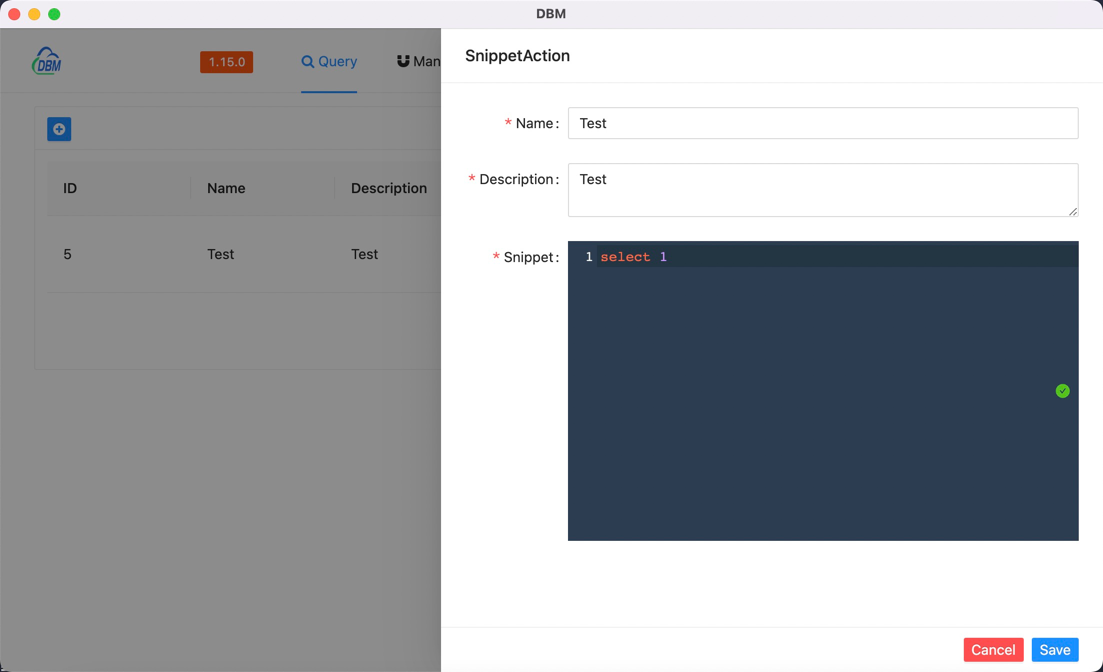 DBM
DBM
1.15.0
Query
Man
ID Name Description
5 Test Test
SnippetAction
* Name: Test
* Description: Test
* Snippet: 1 select 1
Cancel Save